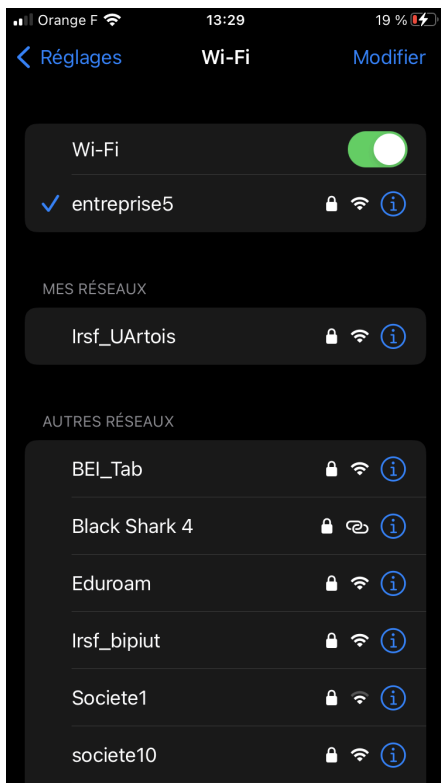 Orange F 13:29 19 %
Réglages Wi-Fi Modifier
Wi-Fi
entreprise5
MES RÉSEAUX
Irsf_UArtois
AUTRES RÉSEAUX
BEI_Tab
Black Shark 4
Eduroam
Irsf_bipiut
Societe1
societe10